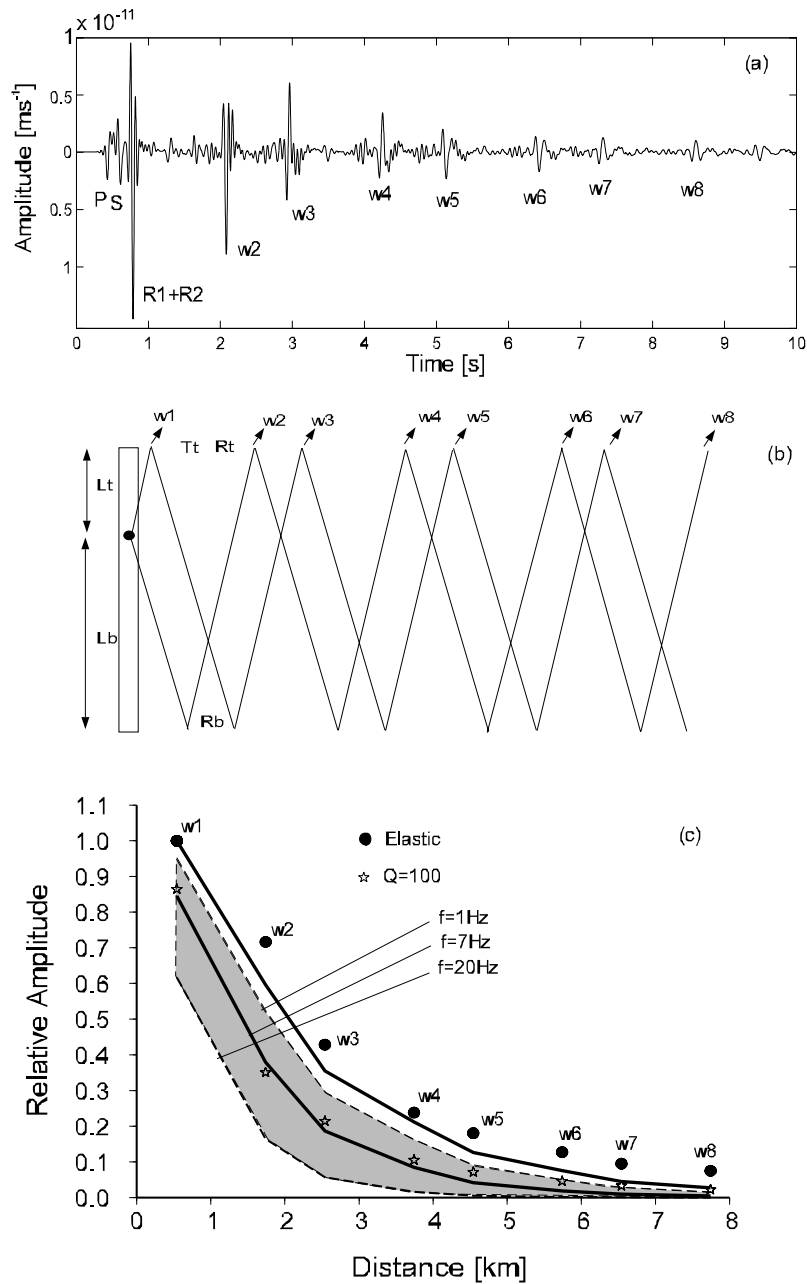 1 x 10^-11
(a)
0.5
0
0.5
1
Amplitude [ms^-1]
PS
R1+R2
w2
w3
w4
w5
w6
w7
w8
0 1 2 3 4 5 6 7 8 9 10
Time [s]
w1 w2 w3 w4 w5 w6 w7 w8
Tt Rt
(b)
Lt
Lb
Rb
1.1
1.0
0.9
0.8
0.7
0.6
0.5
0.4
0.3
0.2
0.1
0.0
Relative Amplitude
w1
w2
w3
w4
w5
w6
w7
w8
Elastic
Q=100
(c)
f=1Hz
f=7Hz
f=20Hz
0 1 2 3 4 5 6 7 8
Distance [km]